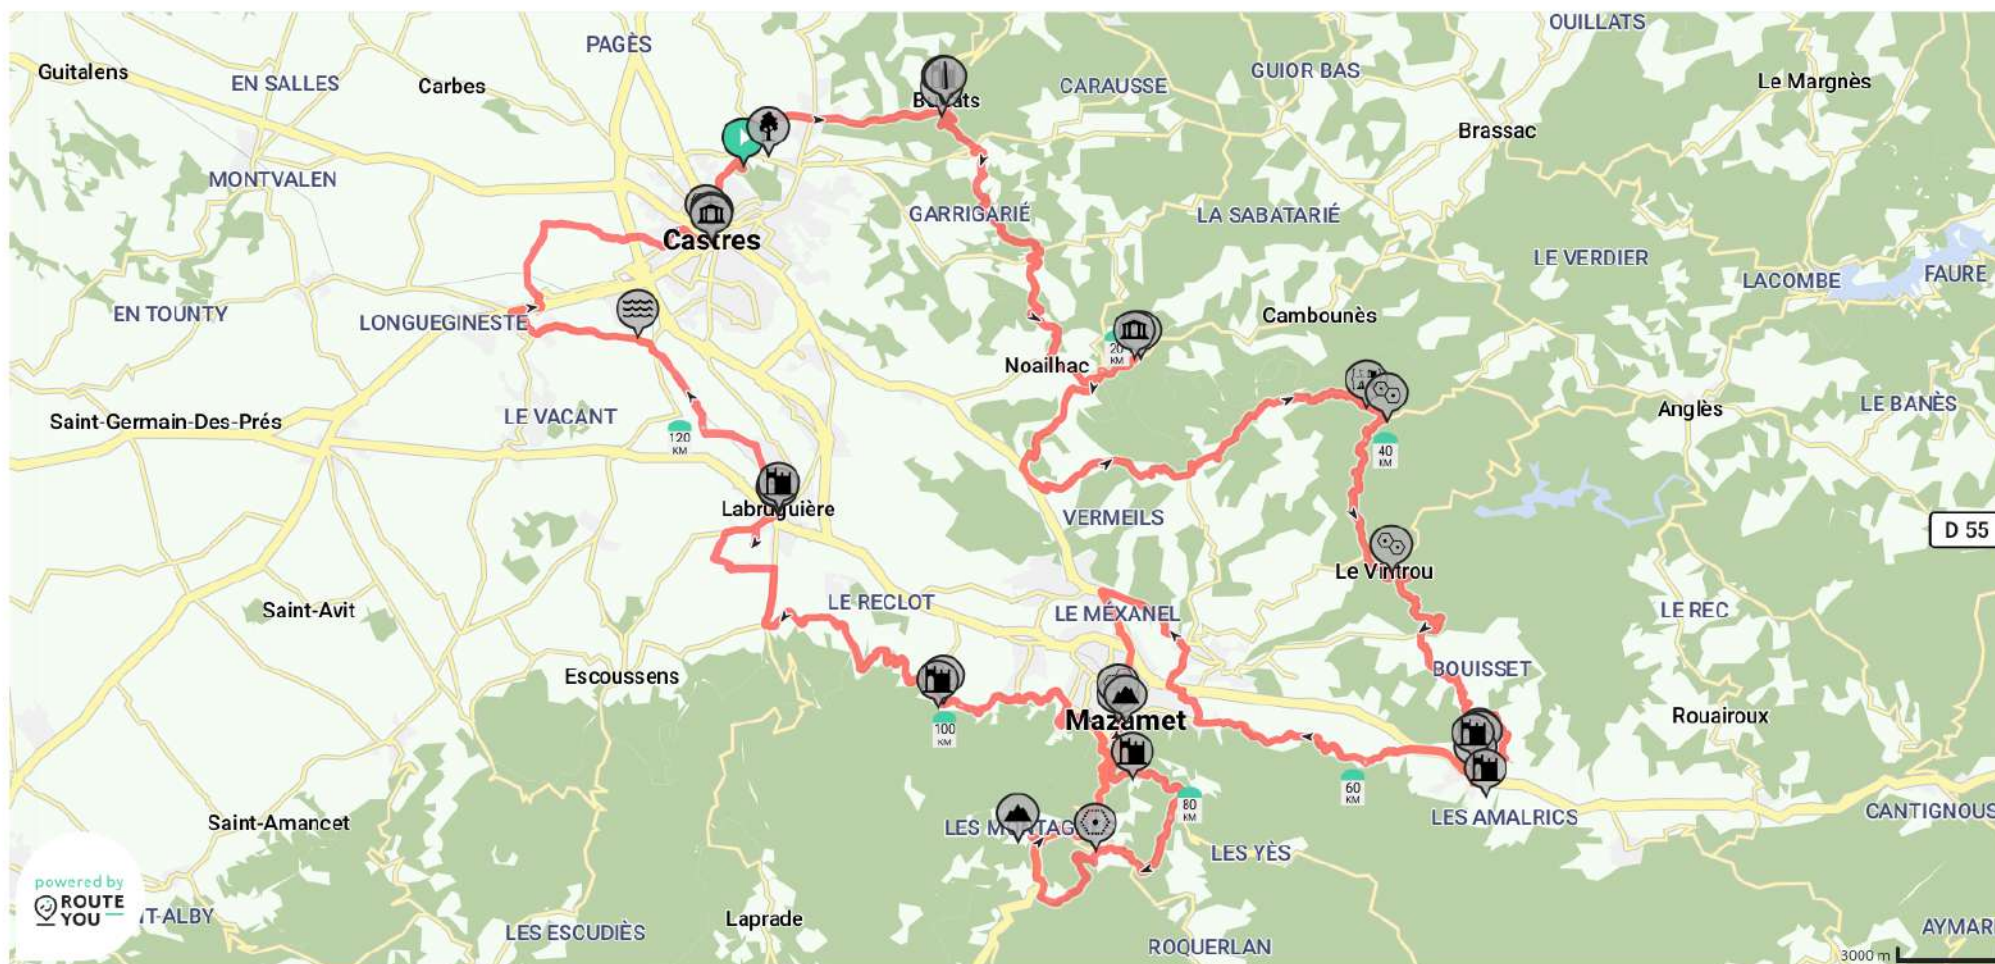 OUILLATS
PAGÈS
Guitalens
EN SALLES
Carbes
CARAUSSE
GUIOR BAS
Le Margnès
Brassac
MONTVALEN
GARRIGARIÉ
LA SABATARIÉ
Castres
LE VERDIER
LACOMBE
FAURE
EN TOUNTY
LONGUEGINESTE
Cambounès
20
KM
Noailhac
Saint-Germain-Des-Prés
LE VACANT
Anglès
LE BANÈS
120
KM
40
KM
Labruguière
VERMEILS
D 55
Le Vintrou
Saint-Avit
LE RECLOT
LE MÉXANEL
LE REC
Escoussens
BOUISSET
Mazamet
Rouairoux
100
KM
60
KM
80
KM
Saint-Amancet
LES AMALRICS
CANTIGNOUS
LES YÈS
powered by
ROUTE
YOU
T-ALBY
Laprade
LES ESCUDIÈS
ROQUERLAN
AYMAR
3000 m